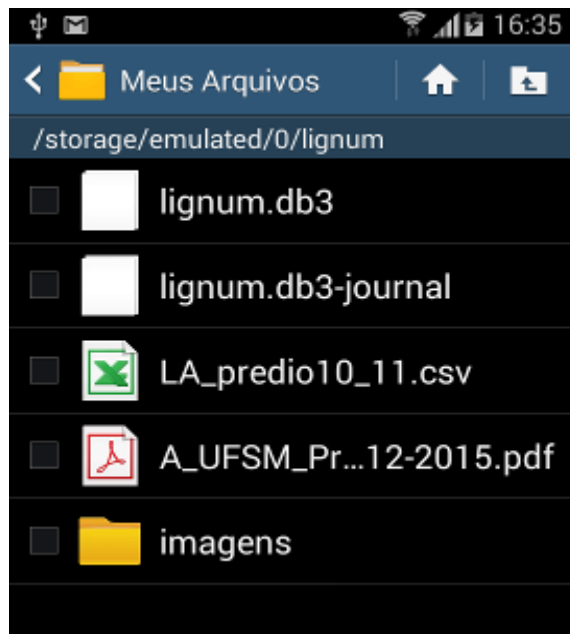 16:35
Meus Arquivos
/storage/emulated/0/lignum
lignum.db3
lignum.db3-journal
LA_predio10_11.csv
A_UFSM_Pr...12-2015.pdf
imagens